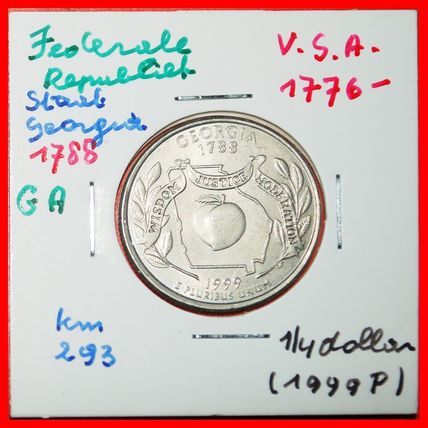 Federale
Republiek
Staat
Georgia
1788
GA
V.S.A.
1776-
GEORGIA
1788
WISDOM JUSTICE MODERATION
1999
E PLURIBUS UNUM
km
293
1/4 dollar
(1999P)